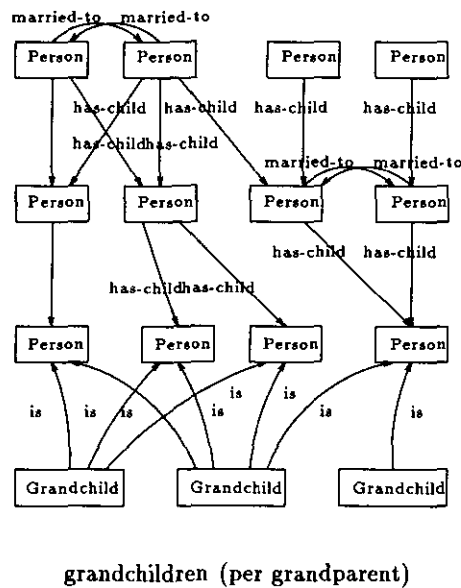 married-to married-to
Person Person Person Person
has-child has-child has-child has-child
has-child has-child
married-to married-to
Person Person Person Person
has-child has-child
has-child has-child
Person Person Person Person
is is is is is
is is is
Grandchild Grandchild Grandchild
grandchildren (per grandparent)